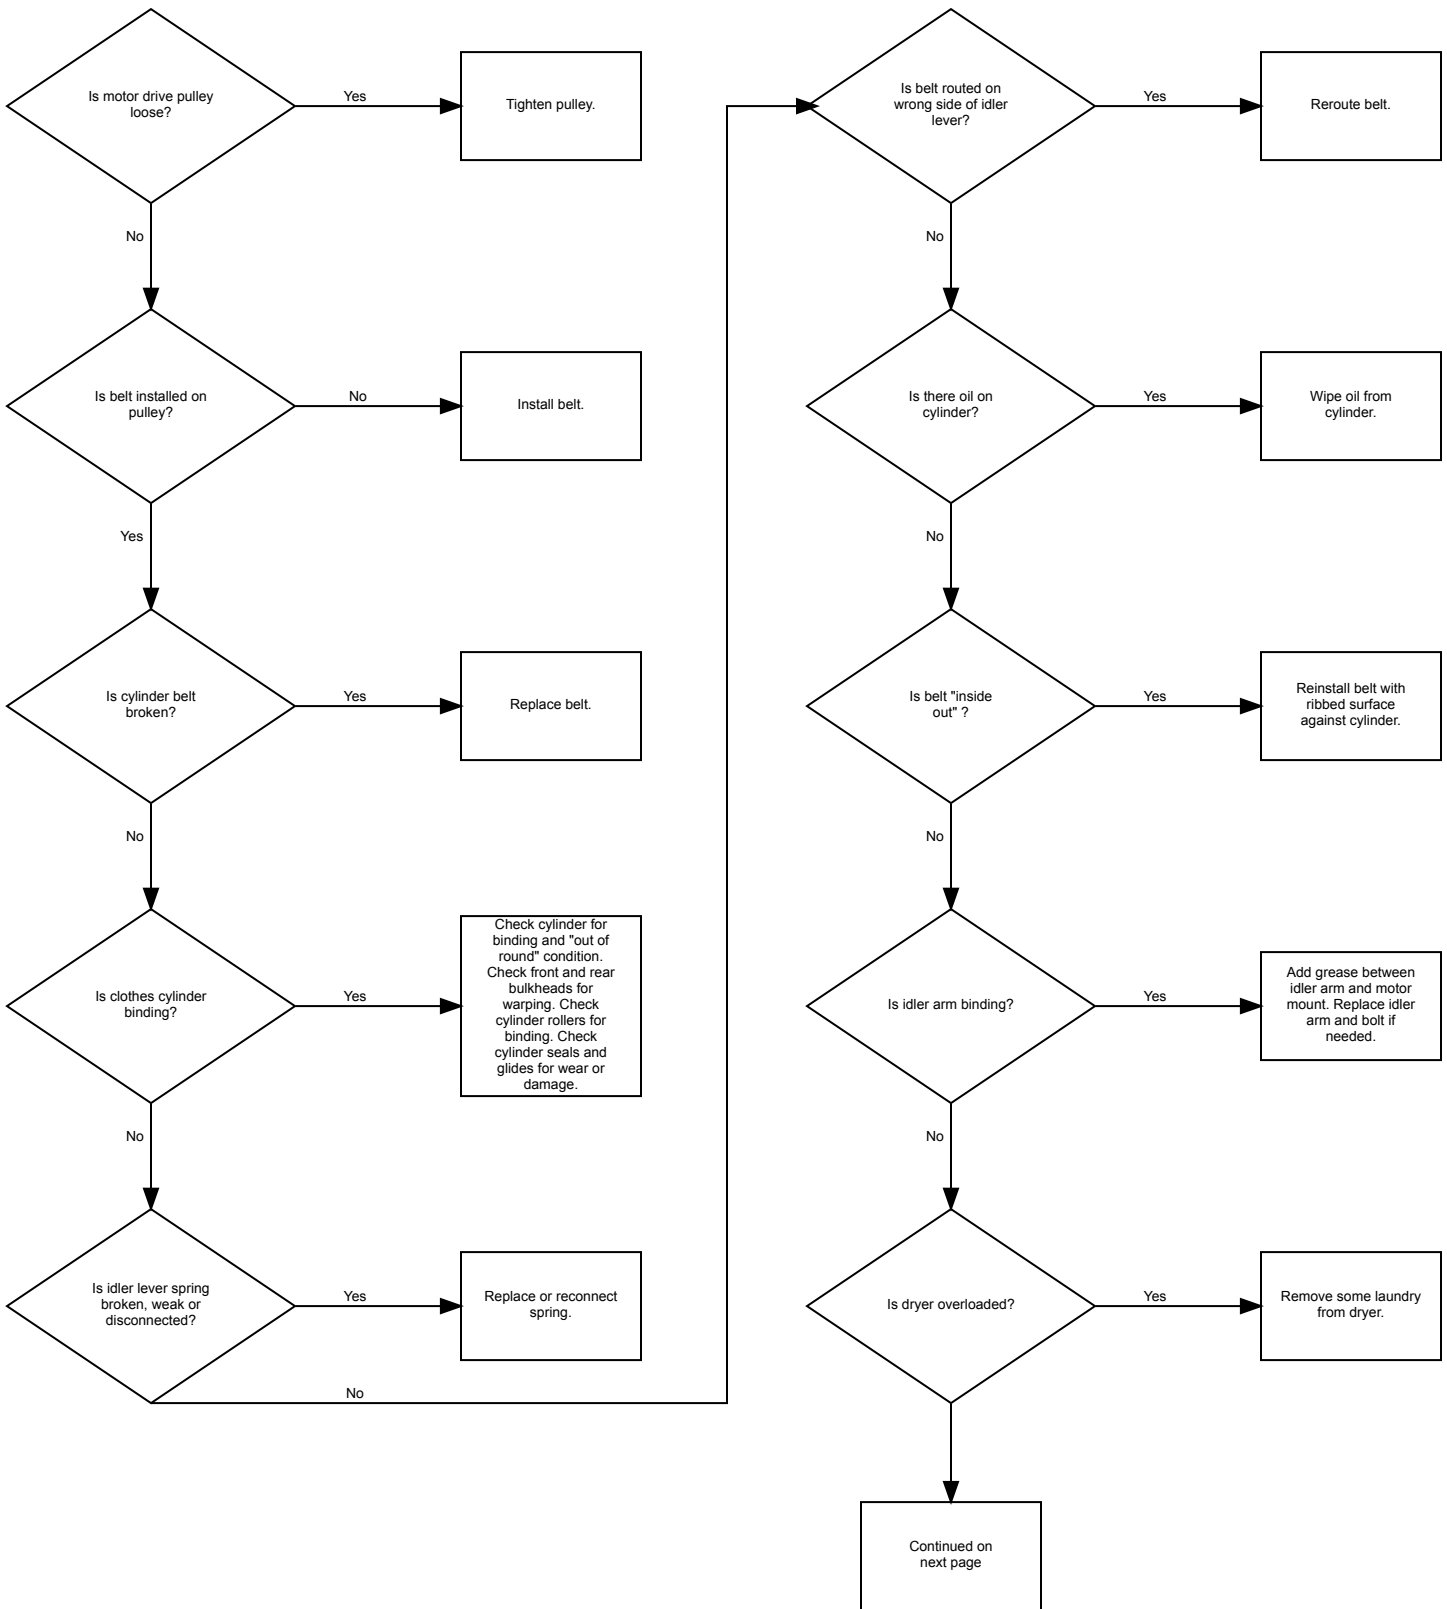 Is motor drive pulley
loose?
Yes
Tighten pulley.
No
Is belt installed on
pulley?
No
Install belt.
Yes
Is cylinder belt
broken?
Yes
Replace belt.
No
Is clothes cylinder
binding?
Yes
Check cylinder for
binding and "out of
round" condition.
Check front and rear
bulkheads for
warping. Check
cylinder rollers for
binding. Check
cylinder seals and
glides for wear or
damage.
No
Is idler lever spring
broken, weak or
disconnected?
Yes
Replace or reconnect
spring.
No
Is belt routed on
wrong side of idler
lever?
Yes
Reroute belt.
No
Is there oil on
cylinder?
Yes
Wipe oil from
cylinder.
No
Is belt "inside
out" ?
Yes
Reinstall belt with
ribbed surface
against cylinder.
No
Is idler arm binding?
Yes
Add grease between
idler arm and motor
mount. Replace idler
arm and bolt if
needed.
No
Is dryer overloaded?
Yes
Remove some laundry
from dryer.
Continued on
next page